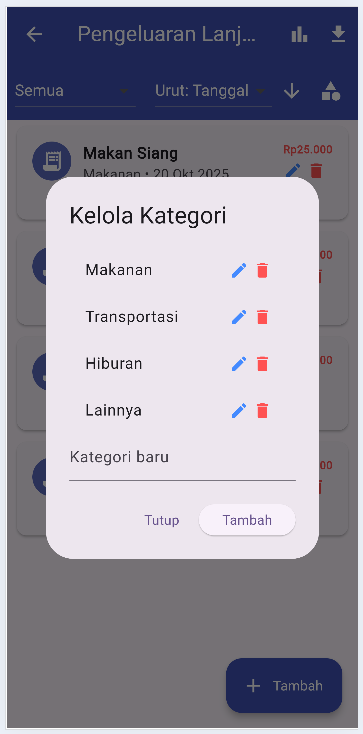 Pengeluaran Lanj...
Semua
Urut: Tanggal
Makan Siang
Rp25.000
Makanan • 20 Okt 2025
Kelola Kategori
Makanan
Transportasi
Hiburan
Lainnya
Kategori baru
Tutup
Tambah
+ Tambah